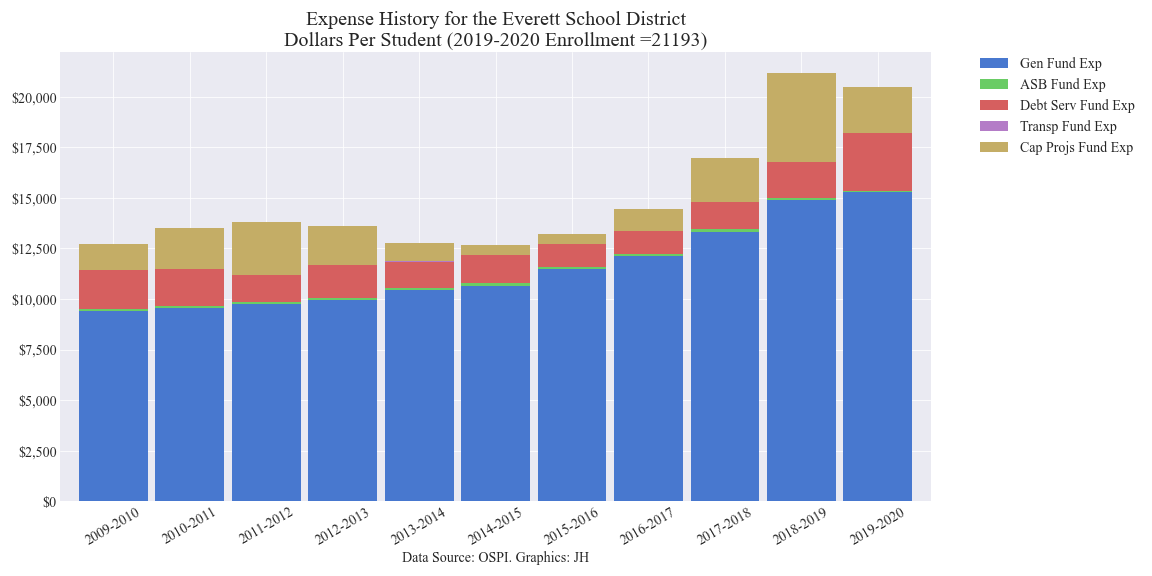 Expense History for the Everett School District
Dollars Per Student (2019-2020 Enrollment =21193)
Gen Fund Exp
ASB Fund Exp
Debt Serv Fund Exp
Transp Fund Exp
Cap Projs Fund Exp
$20,000
$17,500
$15,000
$12,500
$10,000
$7,500
$5,000
$2,500
$0
2009-2010
2010-2011
2011-2012
2012-2013
2013-2014
2014-2015
2015-2016
2016-2017
2017-2018
2018-2019
2019-2020
Data Source: OSPI. Graphics: JH